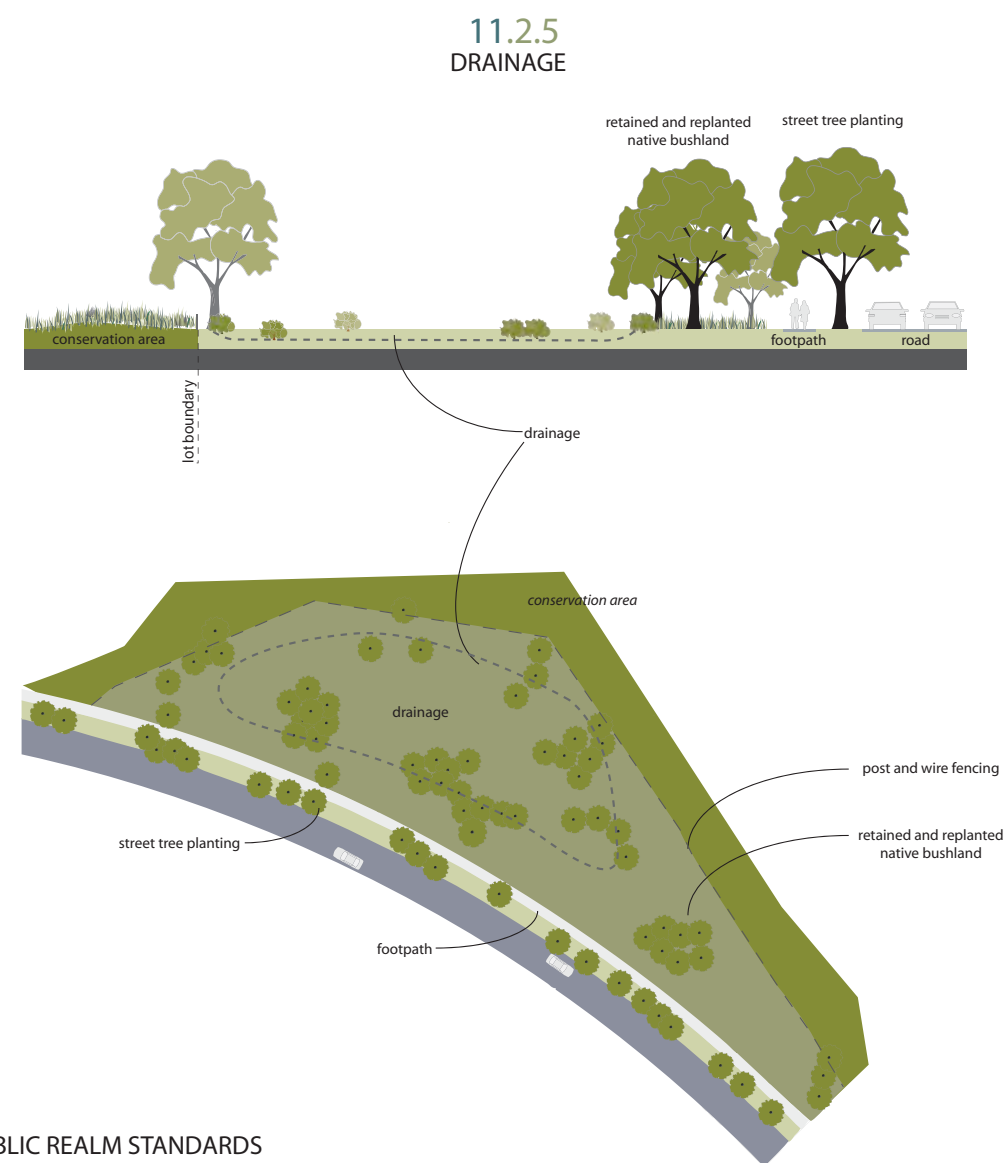 11.2.5
DRAINAGE
retained and replanted
native bushland
street tree planting
conservation area
footpath
road
lot boundary
drainage
conservation area
drainage
post and wire fencing
street tree planting
retained and replanted
native bushland
footpath
BLIC REALM STANDARDS